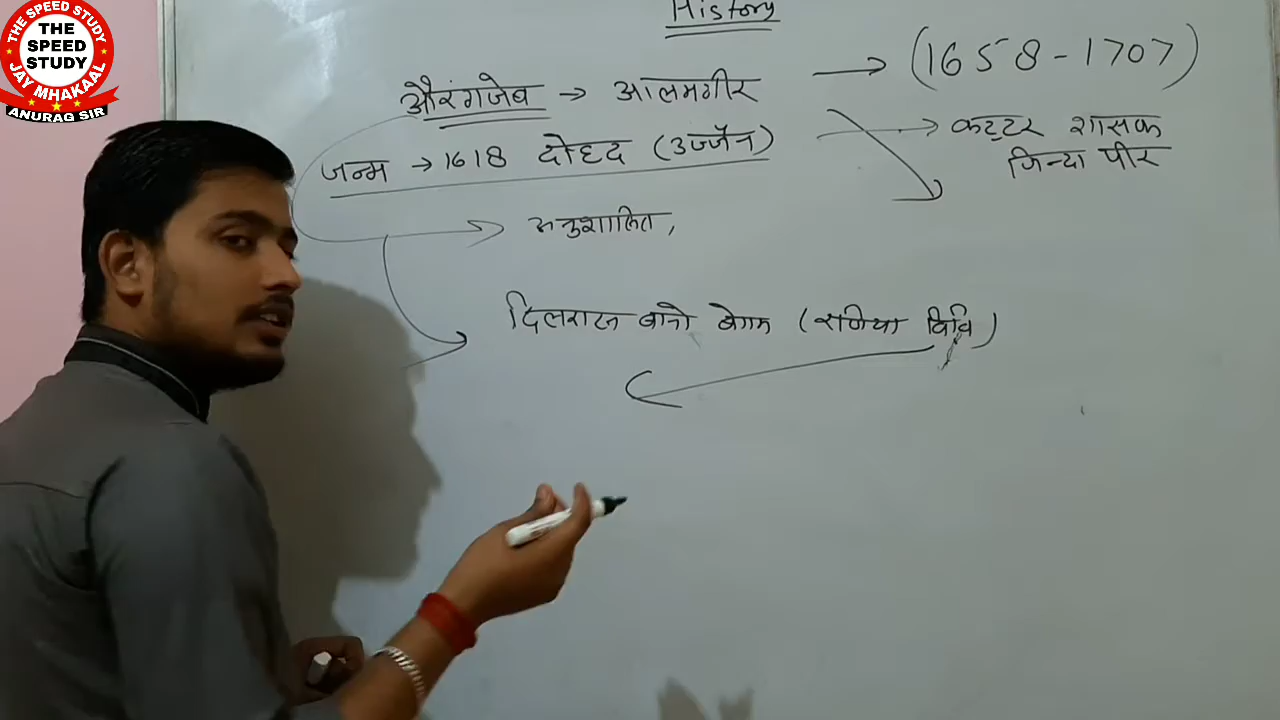 THE SPEED STUDY
THE
SPEED
STUDY
JAY MHAKAAL
ANURAG SIR
History
औरंगजेब → आलमगीर → (1658-1707)
जन्म → 1618 दोहद (उज्जैन) → कट्टर शासक
जिन्दा पीर
अनुशालित,
दिलरास बानो बेगम (राबिया बिवि)